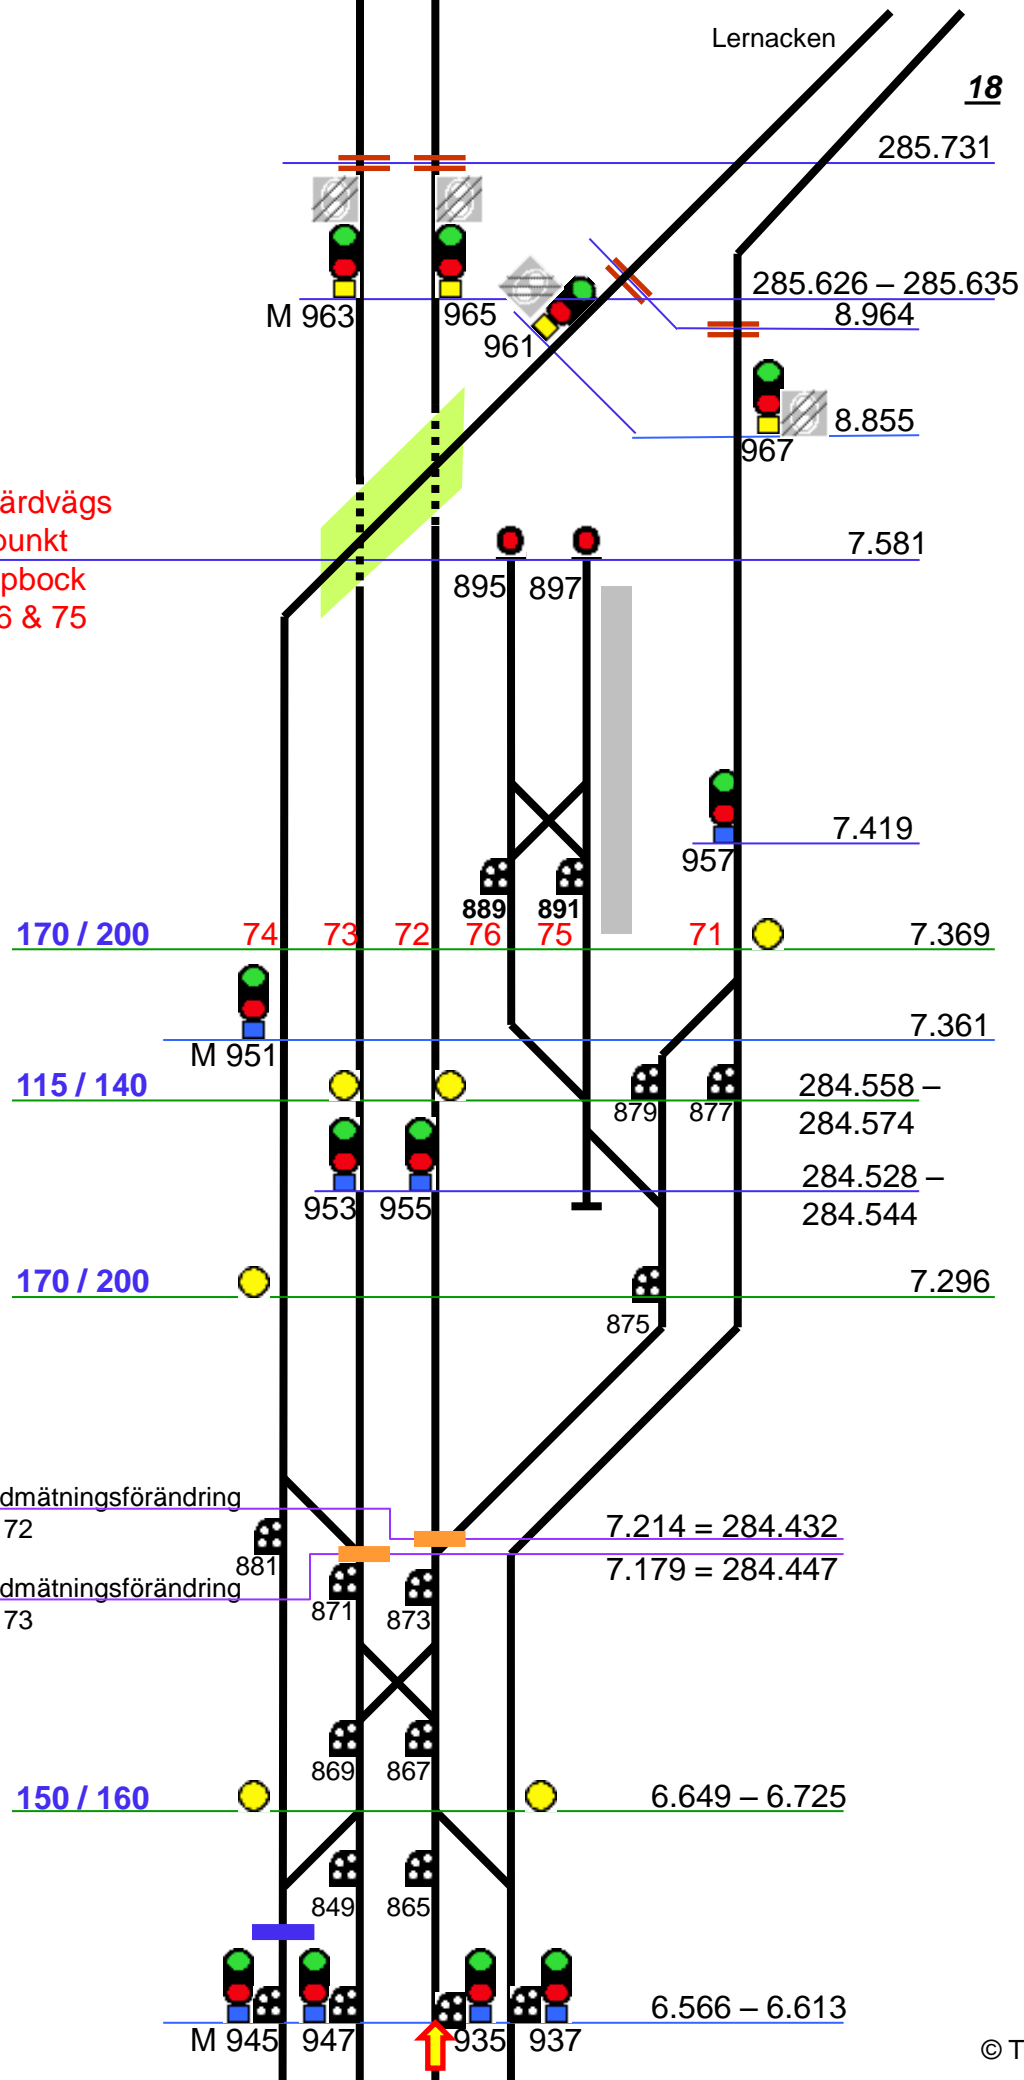 Lernacken
18
285.731
285.626 – 285.635
M 963
965
8.964
961
8.855
967
ärdvägs
punkt
pbock
6 & 75
7.581
895
897
7.419
957
889
891
170 / 200
74
73
72
76
75
71
7.369
7.361
M 951
115 / 140
284.558 –
879
877
284.574
284.528 –
953
955
284.544
170 / 200
7.296
875
dmätningsförändring
72
7.214 = 284.432
881
7.179 = 284.447
dmätningsförändring
871
873
73
869
867
150 / 160
6.649 – 6.725
849
865
6.566 – 6.613
M 945
947
935
937
© T